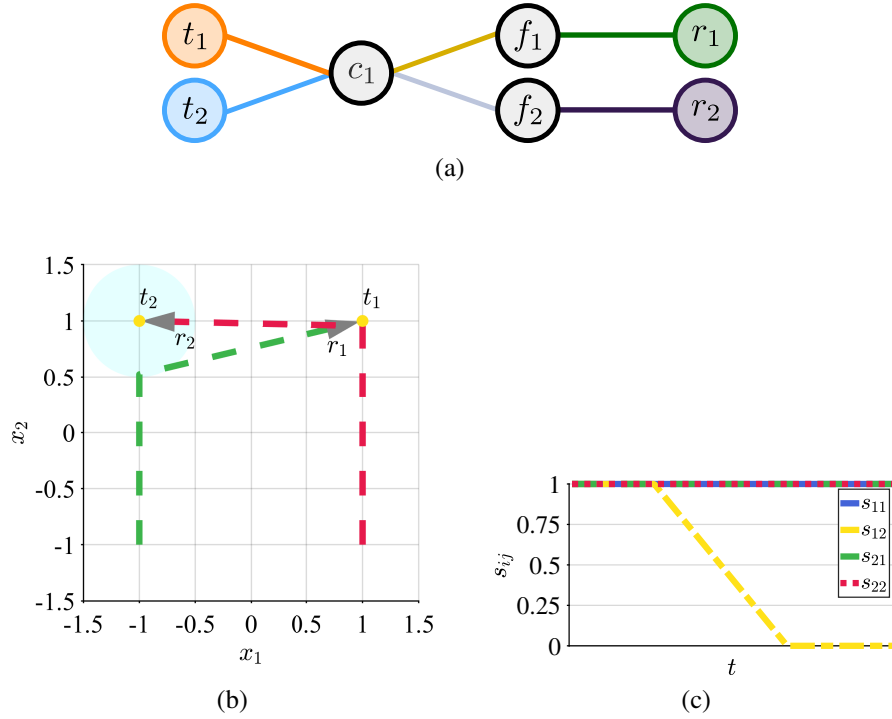 t₁ f₁ r₁
c₁
t₂ f₂ r₂
(a)
1.5
t₂ t₁
1
r₂ r₁
0.5
x₂
0
-0.5
-1
-1.5
-1.5 -1 -0.5 0 0.5 1 1.5
x₁
(b)
1
0.75
0.5
0.25
0
s_{ij}
s₁₁
s₁₂
s₂₁
s₂₂
t
(c)